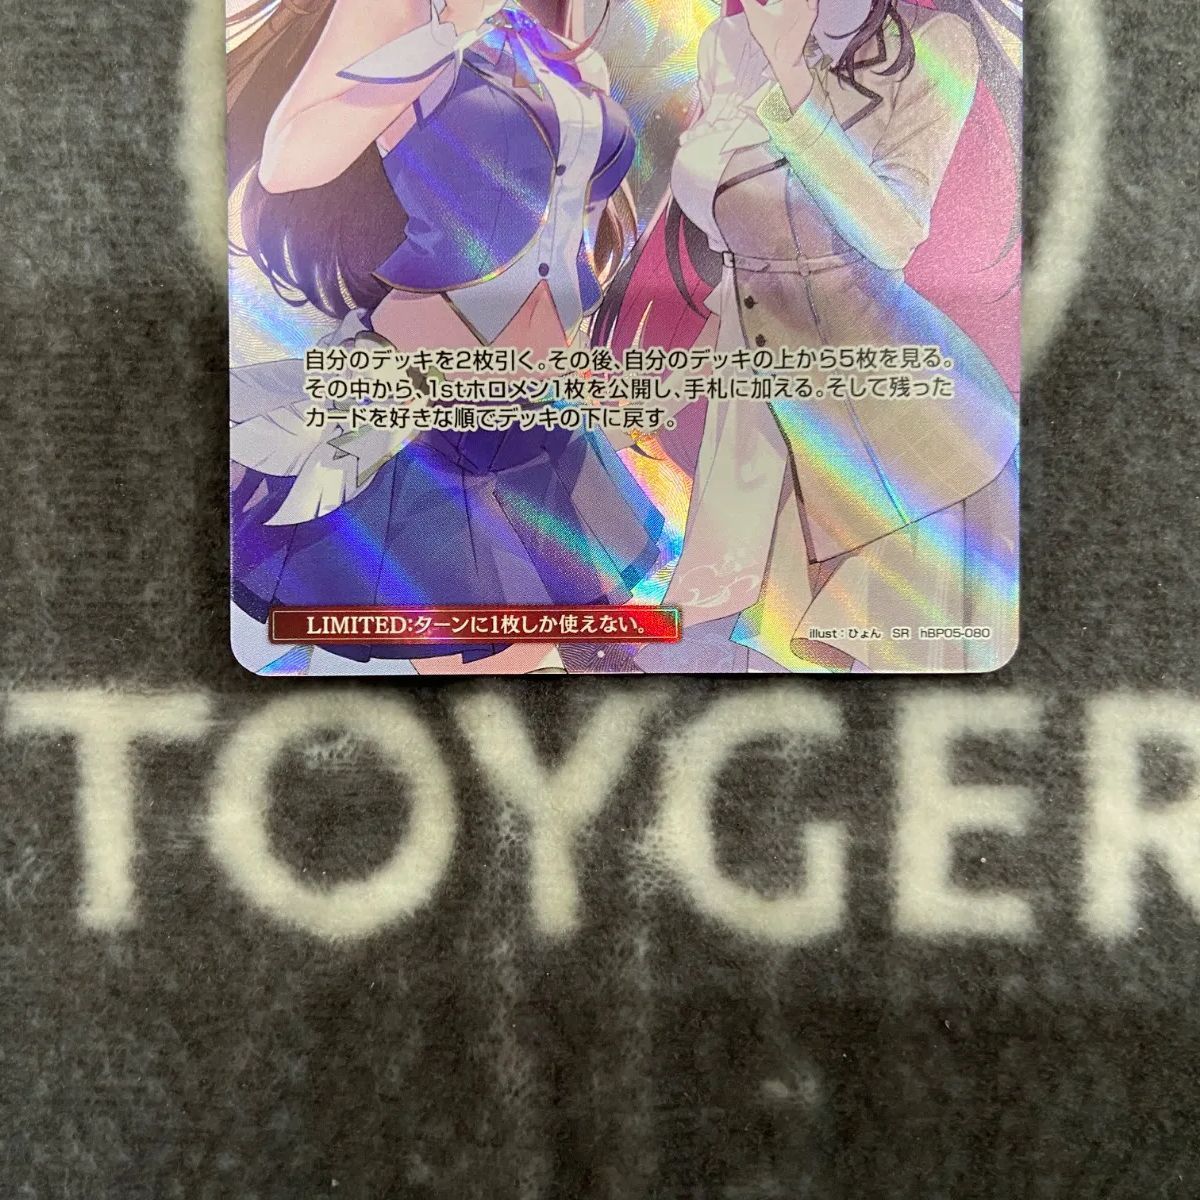 自分のデッキを2枚引く。その後、自分のデッキの上から5枚を見る。
その中から、1stホロメン1枚を公開し、手札に加える。そして残った
カードを好きな順でデッキの下に戻す。
LIMITED:ターンに1枚しか使えない。
illust:ひょん SR hBP05-080
TOYGER